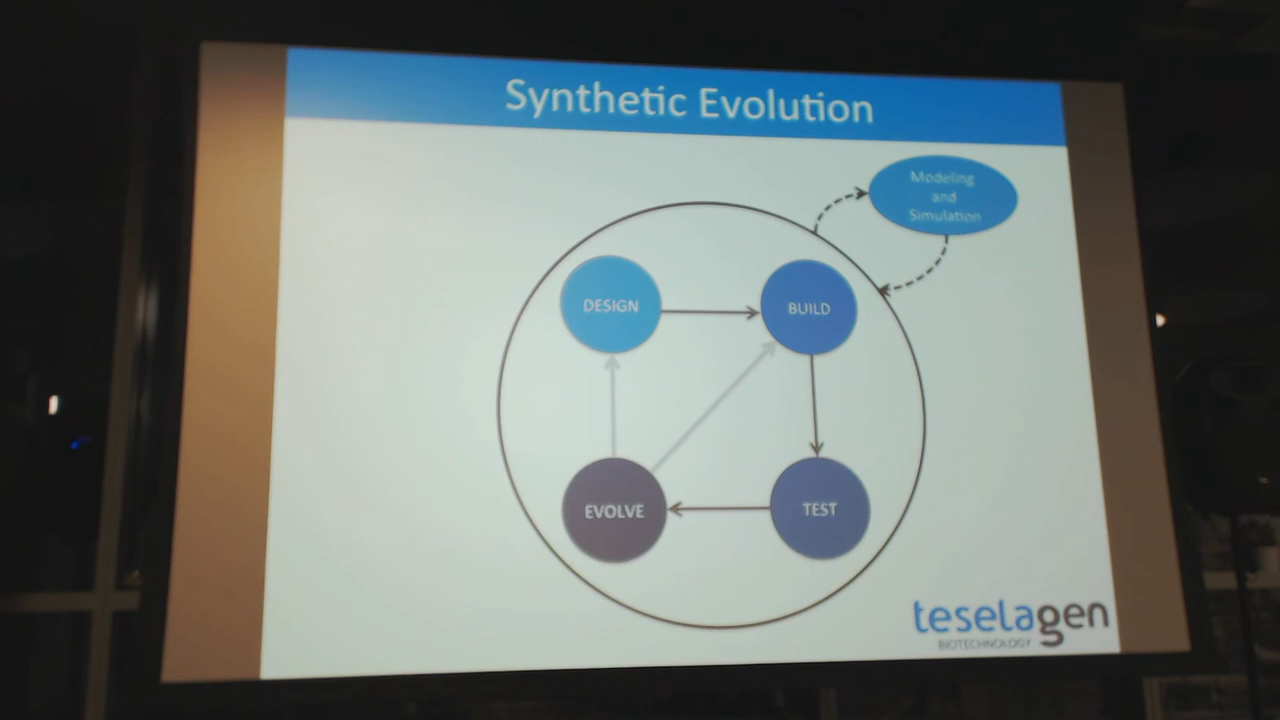 Synthetic Evolution
Modeling
and
Simulation
DESIGN
BUILD
EVOLVE
TEST
teselagen
BIOTECHNOLOGY